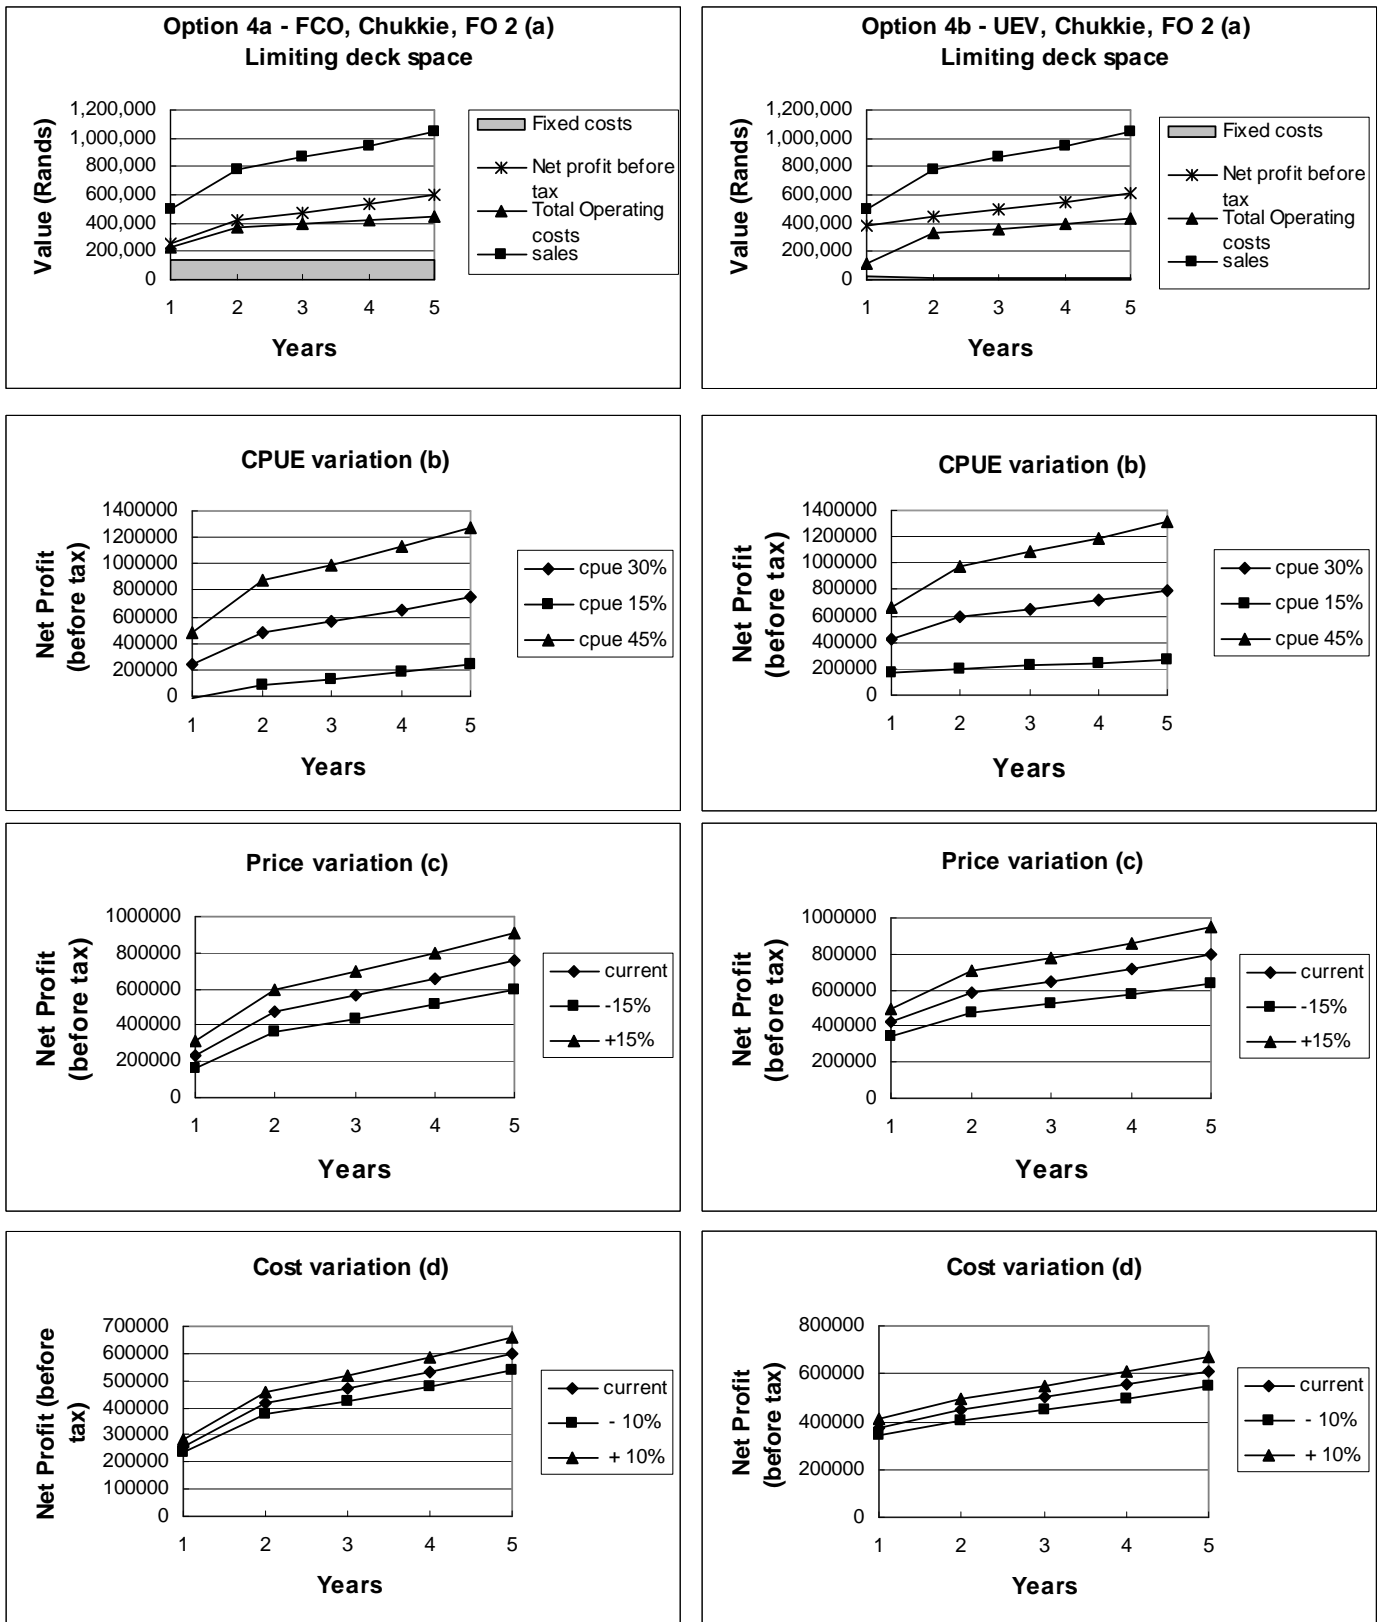 Option 4a - FCO, Chukkie, FO 2 (a)
Limiting deck space
Value (Rands)
1,200,000
1,000,000
800,000
600,000
400,000
200,000
0
1 2 3 4 5
Years
Fixed costs
Net profit before
tax
Total Operating
costs
sales
Option 4b - UEV, Chukkie, FO 2 (a)
Limiting deck space
Value (Rands)
1,200,000
1,000,000
800,000
600,000
400,000
200,000
0
1 2 3 4 5
Years
Fixed costs
Net profit before
tax
Total Operating
costs
sales
CPUE variation (b)
Net Profit
(before tax)
1400000
1200000
1000000
800000
600000
400000
200000
0
1 2 3 4 5
Years
cpue 30%
cpue 15%
cpue 45%
CPUE variation (b)
Net Profit
(before tax)
1400000
1200000
1000000
800000
600000
400000
200000
0
1 2 3 4 5
Years
cpue 30%
cpue 15%
cpue 45%
Price variation (c)
Net Profit
(before tax)
1000000
800000
600000
400000
200000
0
1 2 3 4 5
Years
current
-15%
+15%
Price variation (c)
Net Profit
(before tax)
1000000
800000
600000
400000
200000
0
1 2 3 4 5
Years
current
-15%
+15%
Cost variation (d)
Net Profit (before
tax)
700000
600000
500000
400000
300000
200000
100000
0
1 2 3 4 5
Years
current
- 10%
+ 10%
Cost variation (d)
Net Profit
(before tax)
800000
600000
400000
200000
0
1 2 3 4 5
Years
current
- 10%
+ 10%